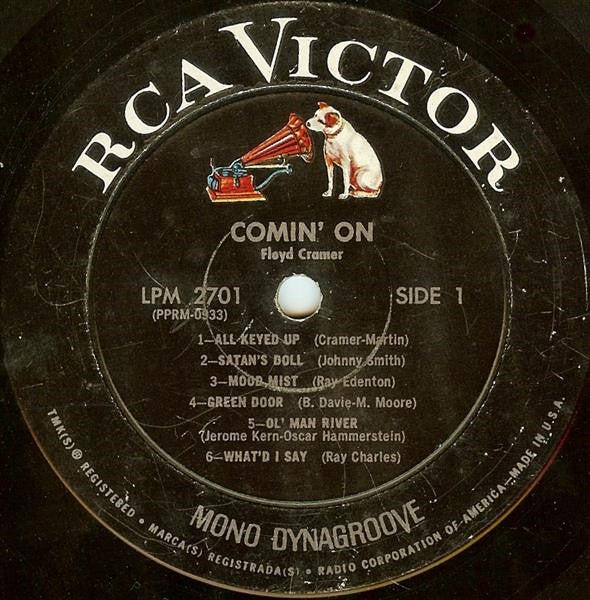 RCA VICTOR
COMIN' ON
Floyd Cramer
LPM 2701
(PPRM-0933)
SIDE 1
1—ALL KEYED UP (Cramer-Martin)
2—SATAN'S DOLL (Johnny Smith)
3—MOOD MIST (Ray Edenton)
4—GREEN DOOR (B. Davie-M. Moore)
5—OL' MAN RIVER
(Jerome Kern-Oscar Hammerstein)
6—WHAT'D I SAY (Ray Charles)
MONO DYNAGROOVE
TMK(S) ® REGISTERED • MARCA(S) REGISTRADA(S) • RADIO CORPORATION OF AMERICA—MADE IN U.S.A.